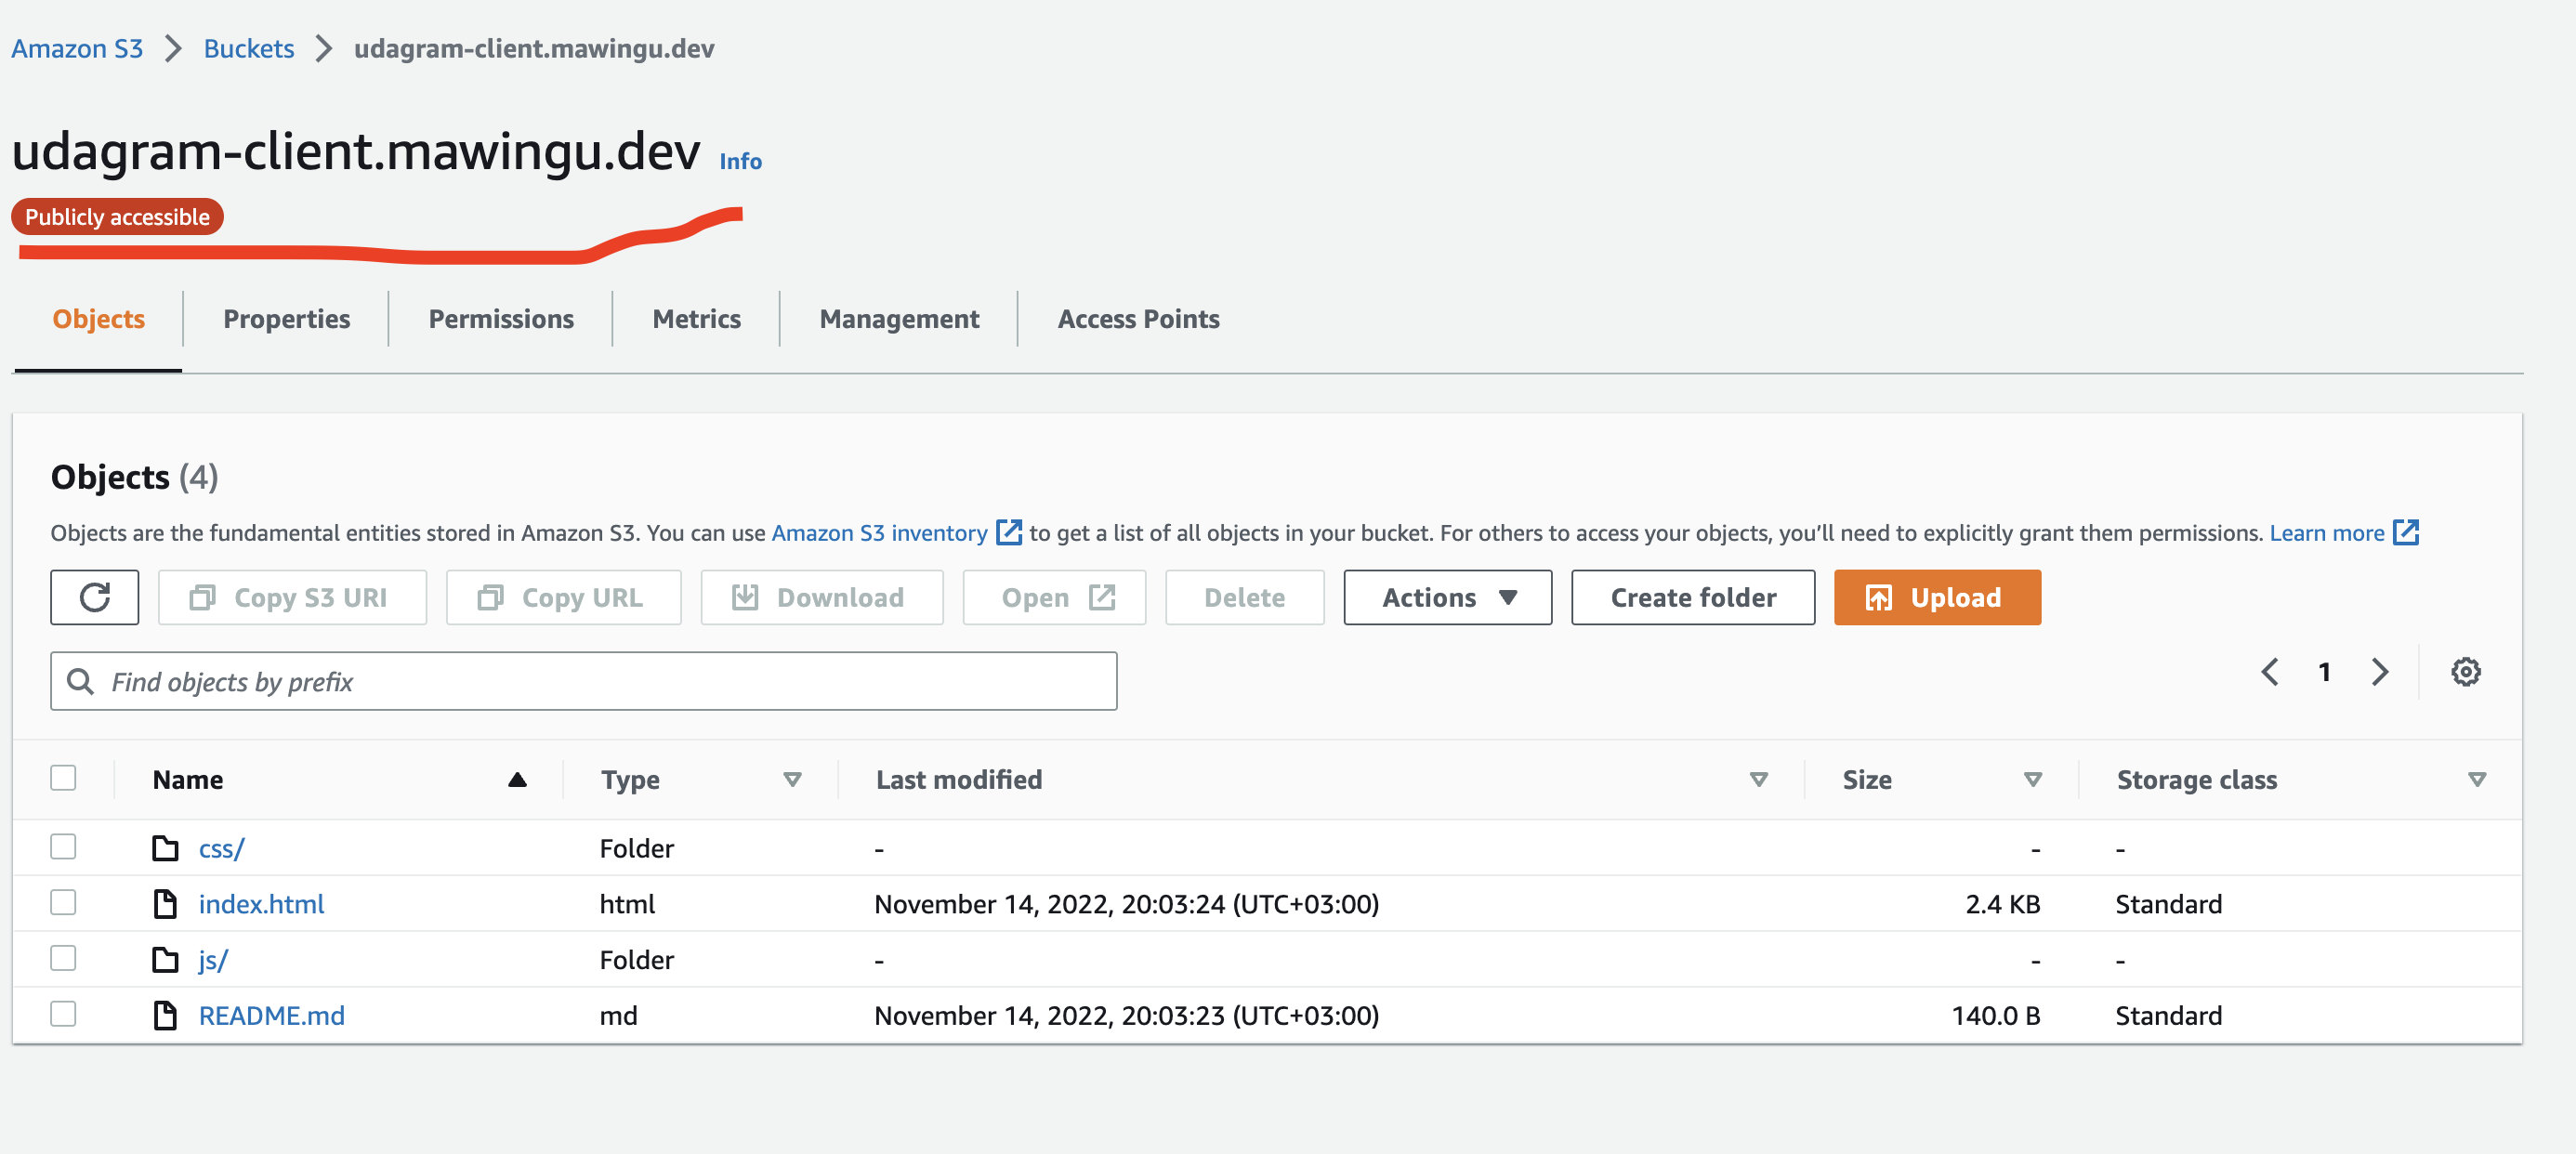 Amazon S3 > Buckets > udagram-client.mawingu.dev
udagram-client.mawingu.dev Info
Publicly accessible
Objects Properties Permissions Metrics Management Access Points
Objects (4)
Objects are the fundamental entities stored in Amazon S3. You can use Amazon S3 inventory to get a list of all objects in your bucket. For others to access your objects, you'll need to explicitly grant them permissions. Learn more
Copy S3 URI Copy URL Download Open Delete Actions Create folder Upload
Find objects by prefix 1
Name Type Last modified Size Storage class
css/ Folder - - -
index.html html November 14, 2022, 20:03:24 (UTC+03:00) 2.4 KB Standard
js/ Folder - - -
README.md md November 14, 2022, 20:03:23 (UTC+03:00) 140.0 B Standard